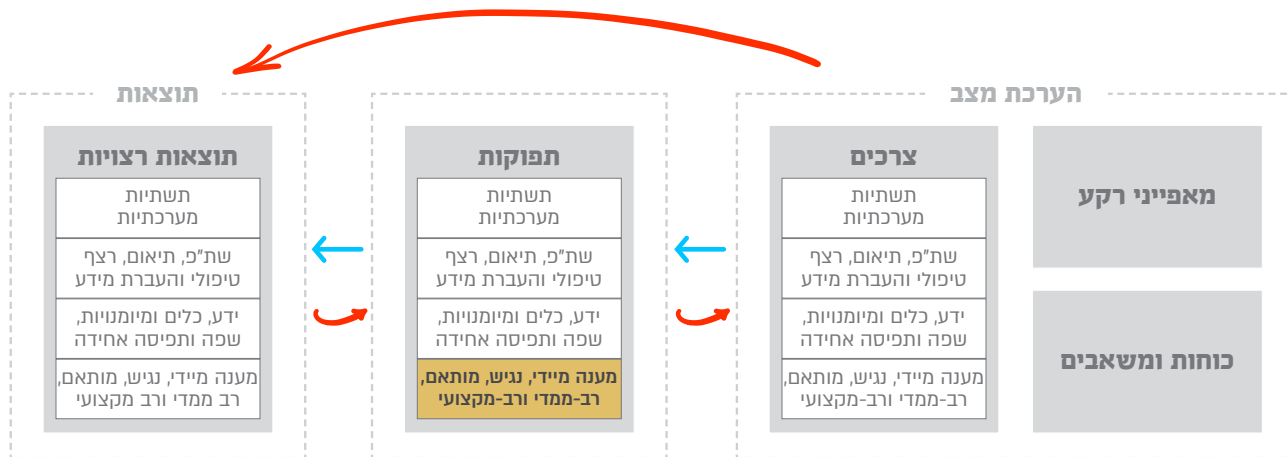 הערכת מצב
מאפייני רקע
כוחות ומשאבים
צרכים
תשתיות
מערכתיות
שת"פ, תיאום, רצף
טיפולי והעברת מידע
ידע, כלים ומיומנויות,
שפה ותפיסה אחידה
מענה מיידי, נגיש, מותאם,
רב ממדי ורב מקצועי
תפוקות
תשתיות
מערכתיות
שת"פ, תיאום, רצף
טיפולי והעברת מידע
ידע, כלים ומיומנויות,
שפה ותפיסה אחידה
מענה מיידי, נגיש, מותאם,
רב-ממדי ורב-מקצועי
תוצאות
תוצאות רצויות
תשתיות
מערכתיות
שת"פ, תיאום, רצף
טיפולי והעברת מידע
ידע, כלים ומיומנויות,
שפה ותפיסה אחידה
מענה מיידי, נגיש, מותאם,
רב ממדי ורב מקצועי